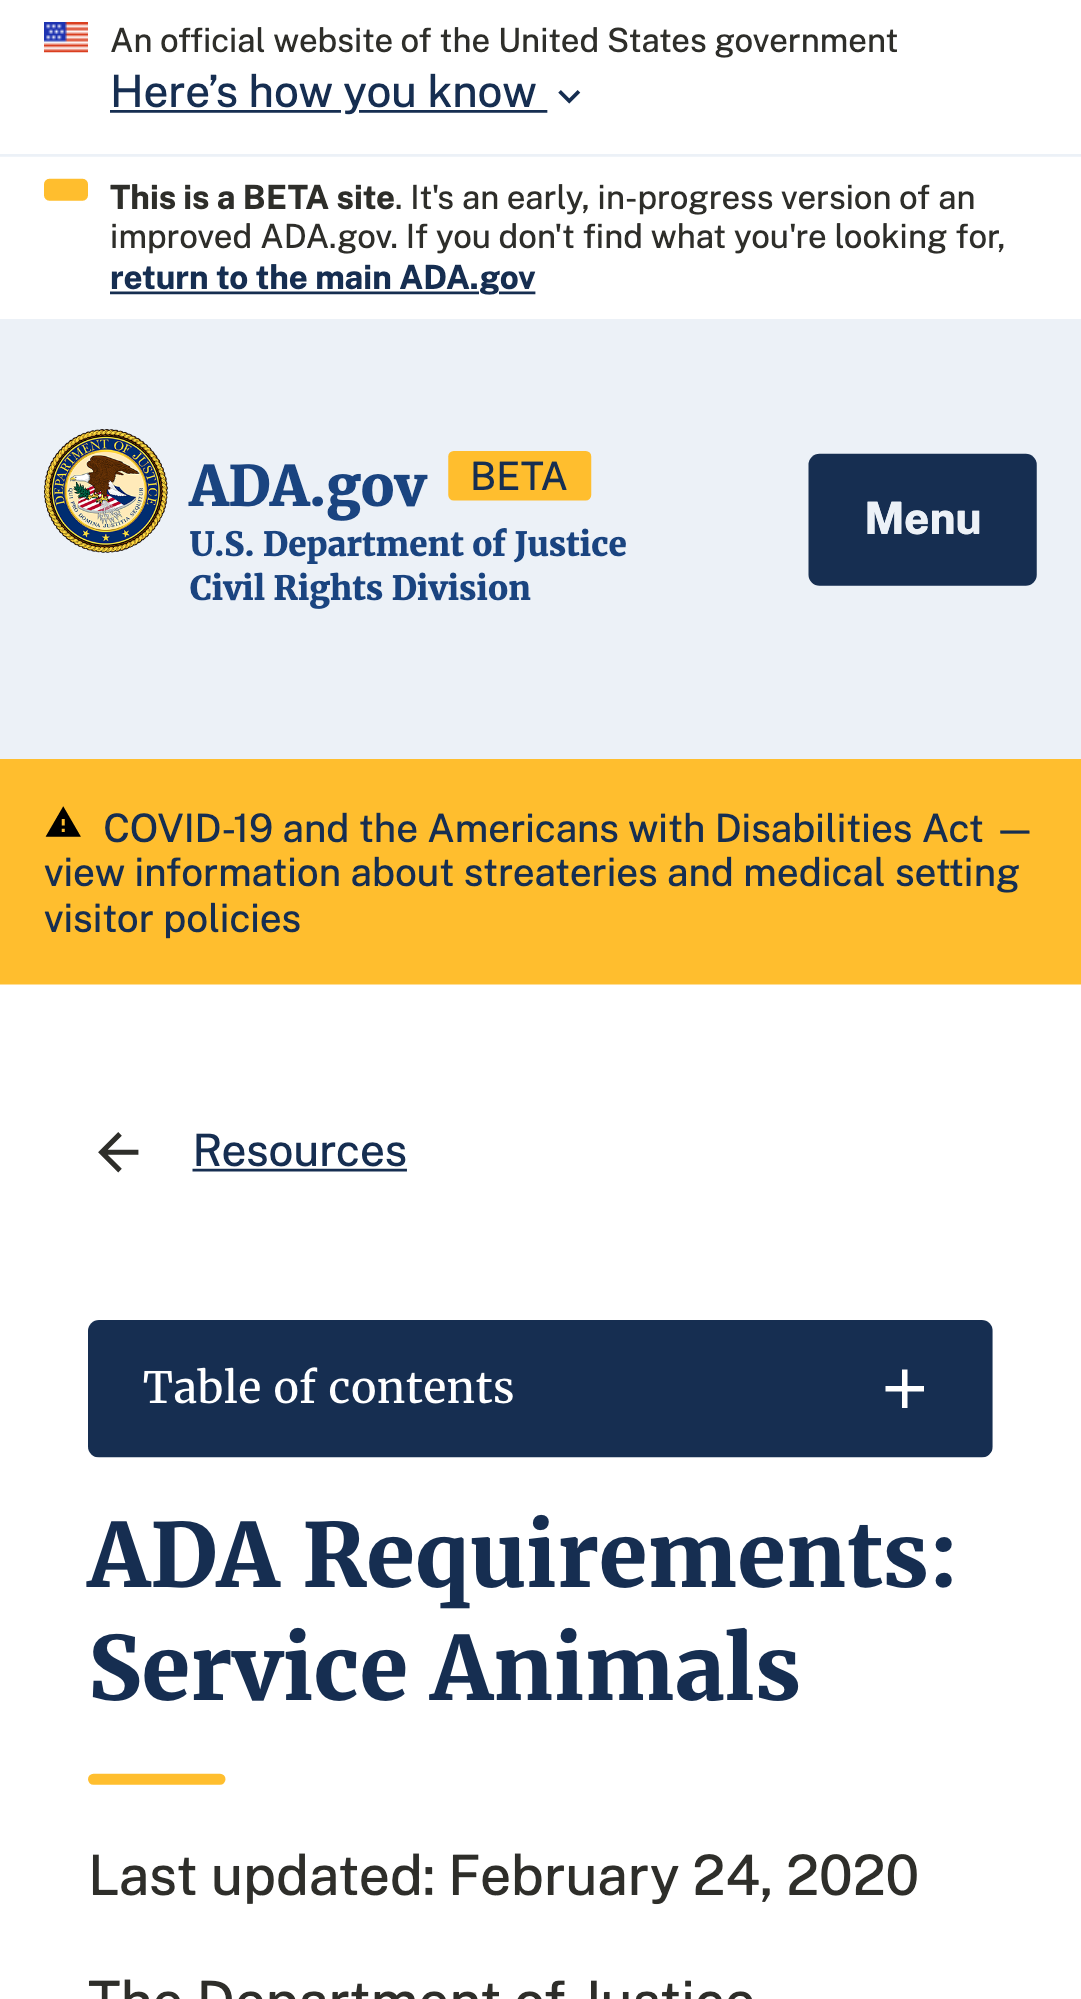 An official website of the United States government
Here’s how you know
This is a BETA site. It's an early, in-progress version of an
improved ADA.gov. If you don't find what you're looking for,
return to the main ADA.gov
ADA.gov BETA
U.S. Department of Justice
Civil Rights Division
Menu
COVID-19 and the Americans with Disabilities Act —
view information about streateries and medical setting
visitor policies
Resources
Table of contents
ADA Requirements:
Service Animals
Last updated: February 24, 2020
The Department of Justice